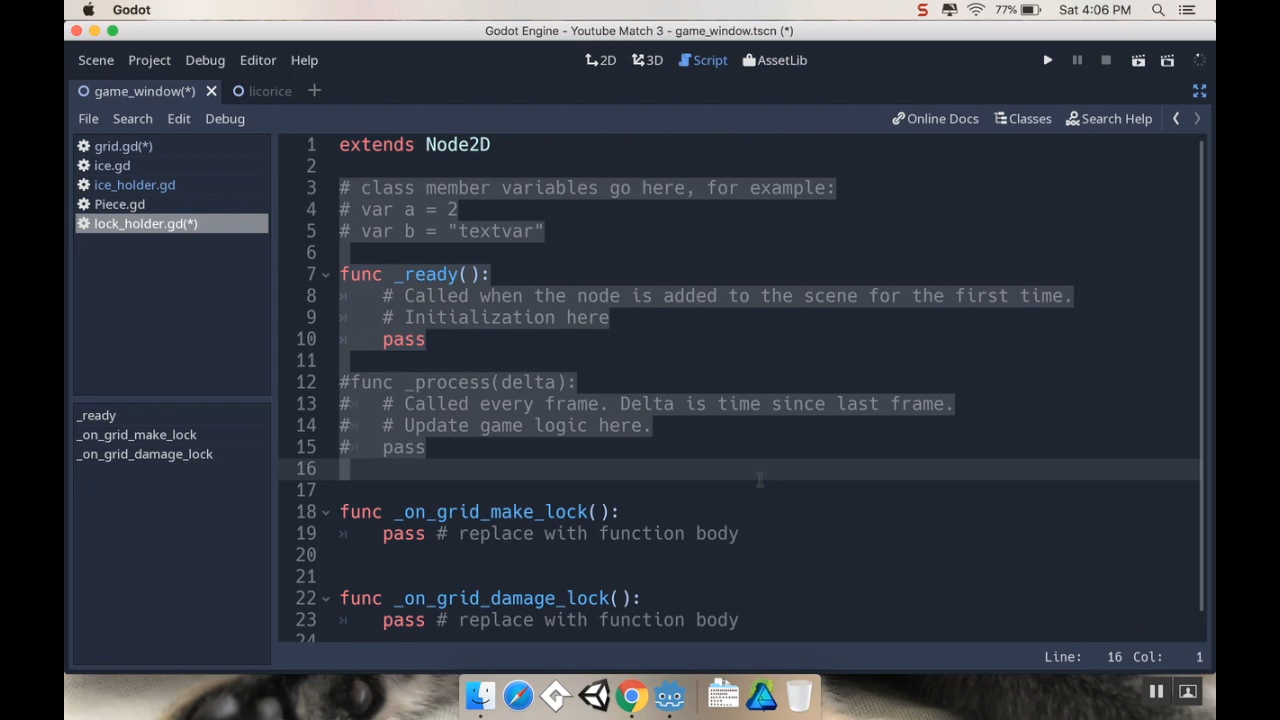 Godot
77%
Sat 4:06 PM
Godot Engine - Youtube Match 3 - game_window.tscn (*)
Scene Project Debug Editor Help
2D 3D Script AssetLib
game_window(*)
licorice
File Search Edit Debug
Online Docs Classes Search Help
grid.gd(*)
ice.gd
ice_holder.gd
Piece.gd
lock_holder.gd(*)
_ready
_on_grid_make_lock
_on_grid_damage_lock
1 extends Node2D
2
3 # class member variables go here, for example:
4 # var a = 2
5 # var b = "textvar"
6
7 func _ready():
8 # Called when the node is added to the scene for the first time.
9 # Initialization here
10 pass
11
12 #func _process(delta):
13 # # Called every frame. Delta is time since last frame.
14 # # Update game logic here.
15 # pass
16
17
18 func _on_grid_make_lock():
19 pass # replace with function body
20
21
22 func _on_grid_damage_lock():
23 pass # replace with function body
24
Line: 16 Col: 1